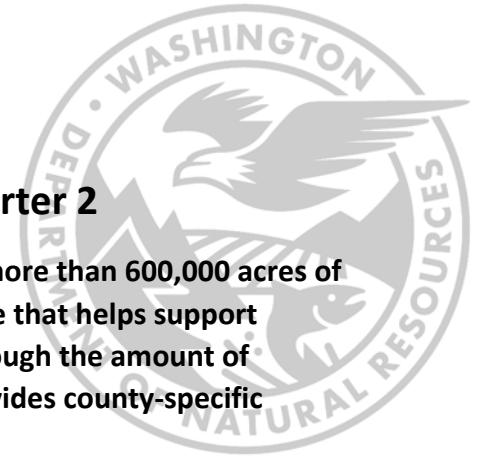 WASHINGTON
DEPARTMENT OF NATURAL RESOURCES
rter 2
more than 600,000 acres of
e that helps support
ough the amount of
vides county-specific